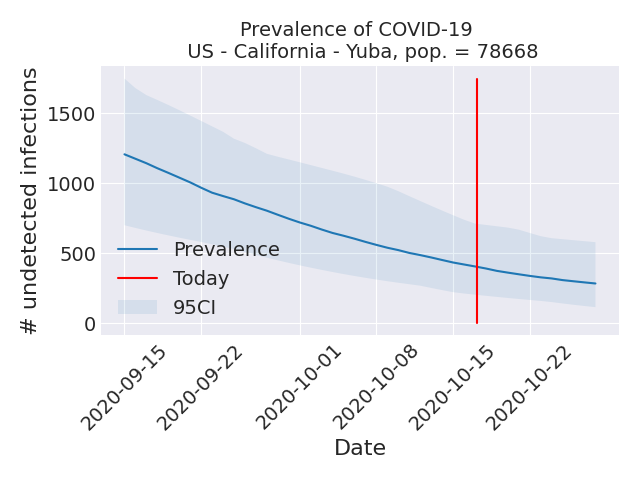 Prevalence of COVID-19
US - California - Yuba, pop. = 78668
# undetected infections
1500
1000
500
0
Prevalence
Today
95CI
2020-09-15
2020-09-22
2020-10-01
2020-10-08
2020-10-15
2020-10-22
Date